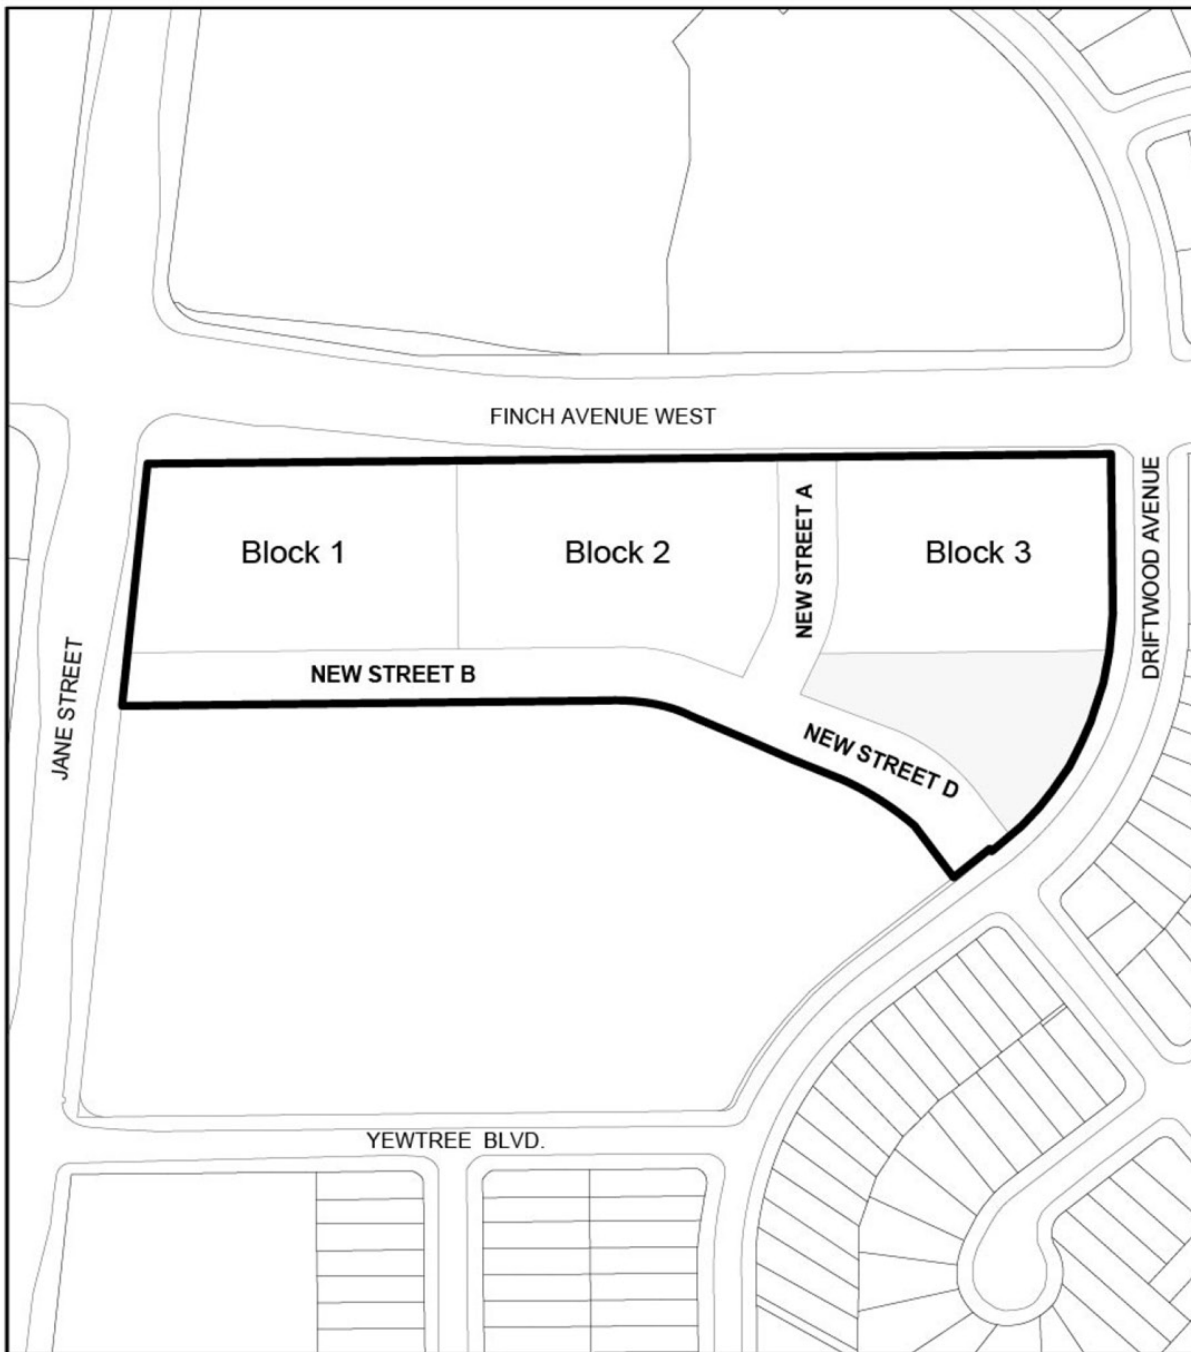 FINCH AVENUE WEST
Block 1
Block 2
NEW STREET A
Block 3
DRIFTWOOD AVENUE
NEW STREET B
JANE STREET
NEW STREET D
YEWTREE BLVD.